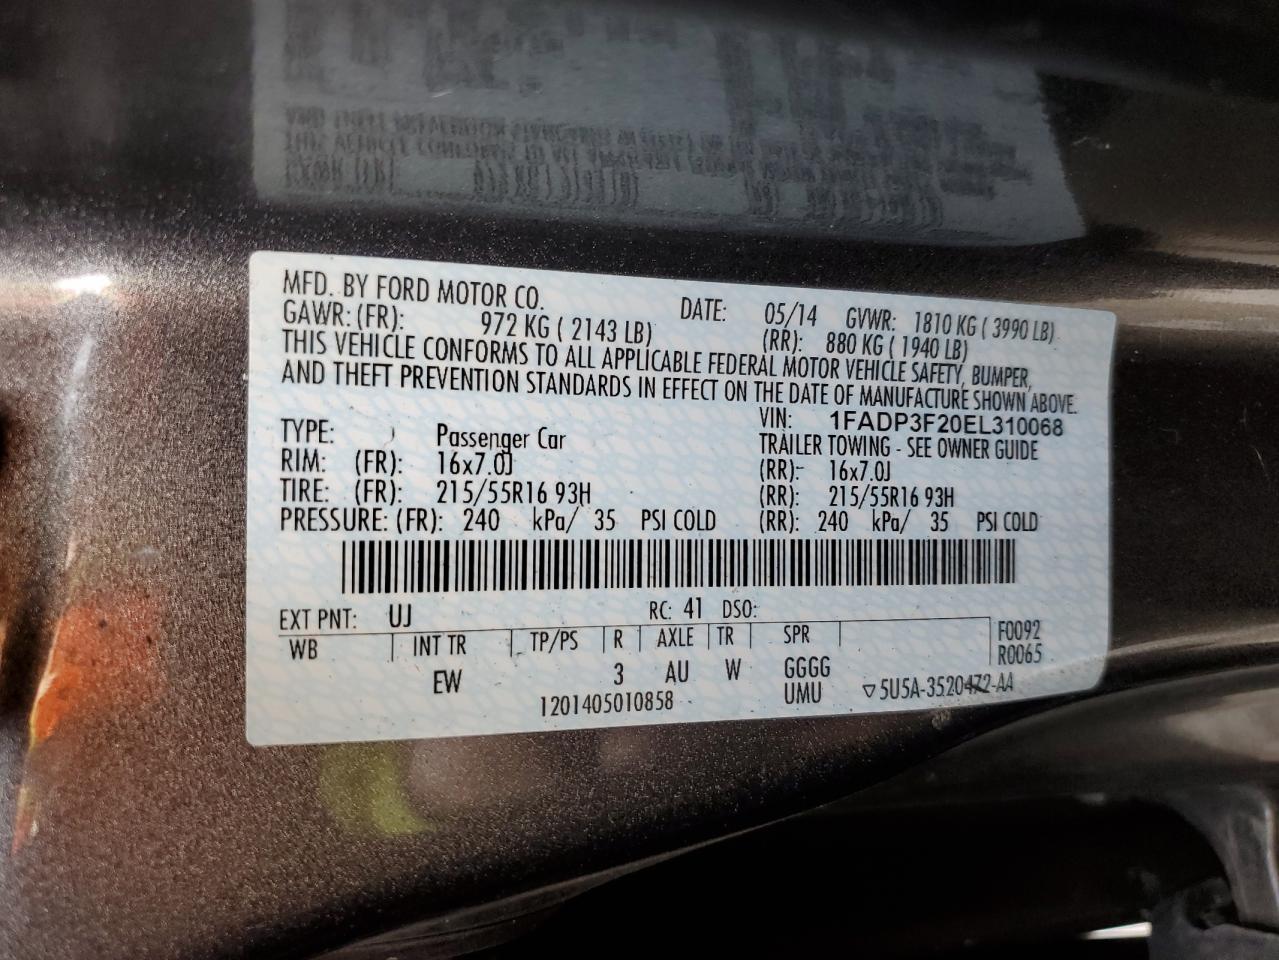 MFD. BY FORD MOTOR CO. DATE: 05/14 GVWR: 1810 KG ( 3990 LB)
GAWR: (FR): 972 KG ( 2143 LB) (RR): 880 KG ( 1940 LB)
THIS VEHICLE CONFORMS TO ALL APPLICABLE FEDERAL MOTOR VEHICLE SAFETY, BUMPER,
AND THEFT PREVENTION STANDARDS IN EFFECT ON THE DATE OF MANUFACTURE SHOWN ABOVE.
VIN: 1FADP3F20EL310068
TYPE: Passenger Car TRAILER TOWING - SEE OWNER GUIDE
RIM: (FR): 16x7.0J (RR): 16x7.0J
TIRE: (FR): 215/55R16 93H (RR): 215/55R16 93H
PRESSURE: (FR): 240 kPa/ 35 PSI COLD (RR): 240 kPa/ 35 PSI COLD
EXT PNT: UJ RC: 41 DSO:
WB INT TR TP/PS R AXLE TR SPR F0092
R0065
EW 3 AU W GGGG
1201405010858 UMU ▽5U5A-3520472-AA